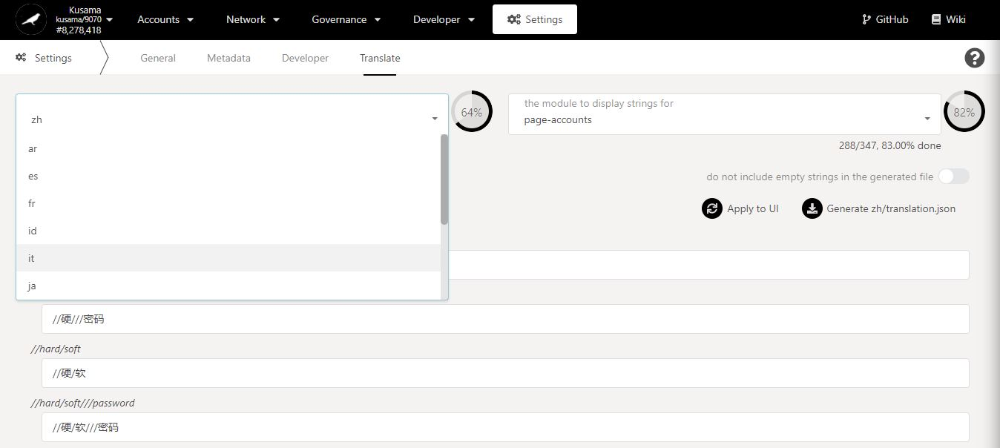 Kusama
kusama/9070
#8,278,418
Accounts
Network
Governance
Developer
Settings
GitHub
Wiki
Settings
General
Metadata
Developer
Translate
?
zh
64%
ar
es
fr
id
it
ja
the module to display strings for
page-accounts
82%
288/347, 83.00% done
do not include empty strings in the generated file
Apply to UI
Generate zh/translation.json
//硬///密码
//hard/soft
//硬/软
//hard/soft///password
//硬/软///密码